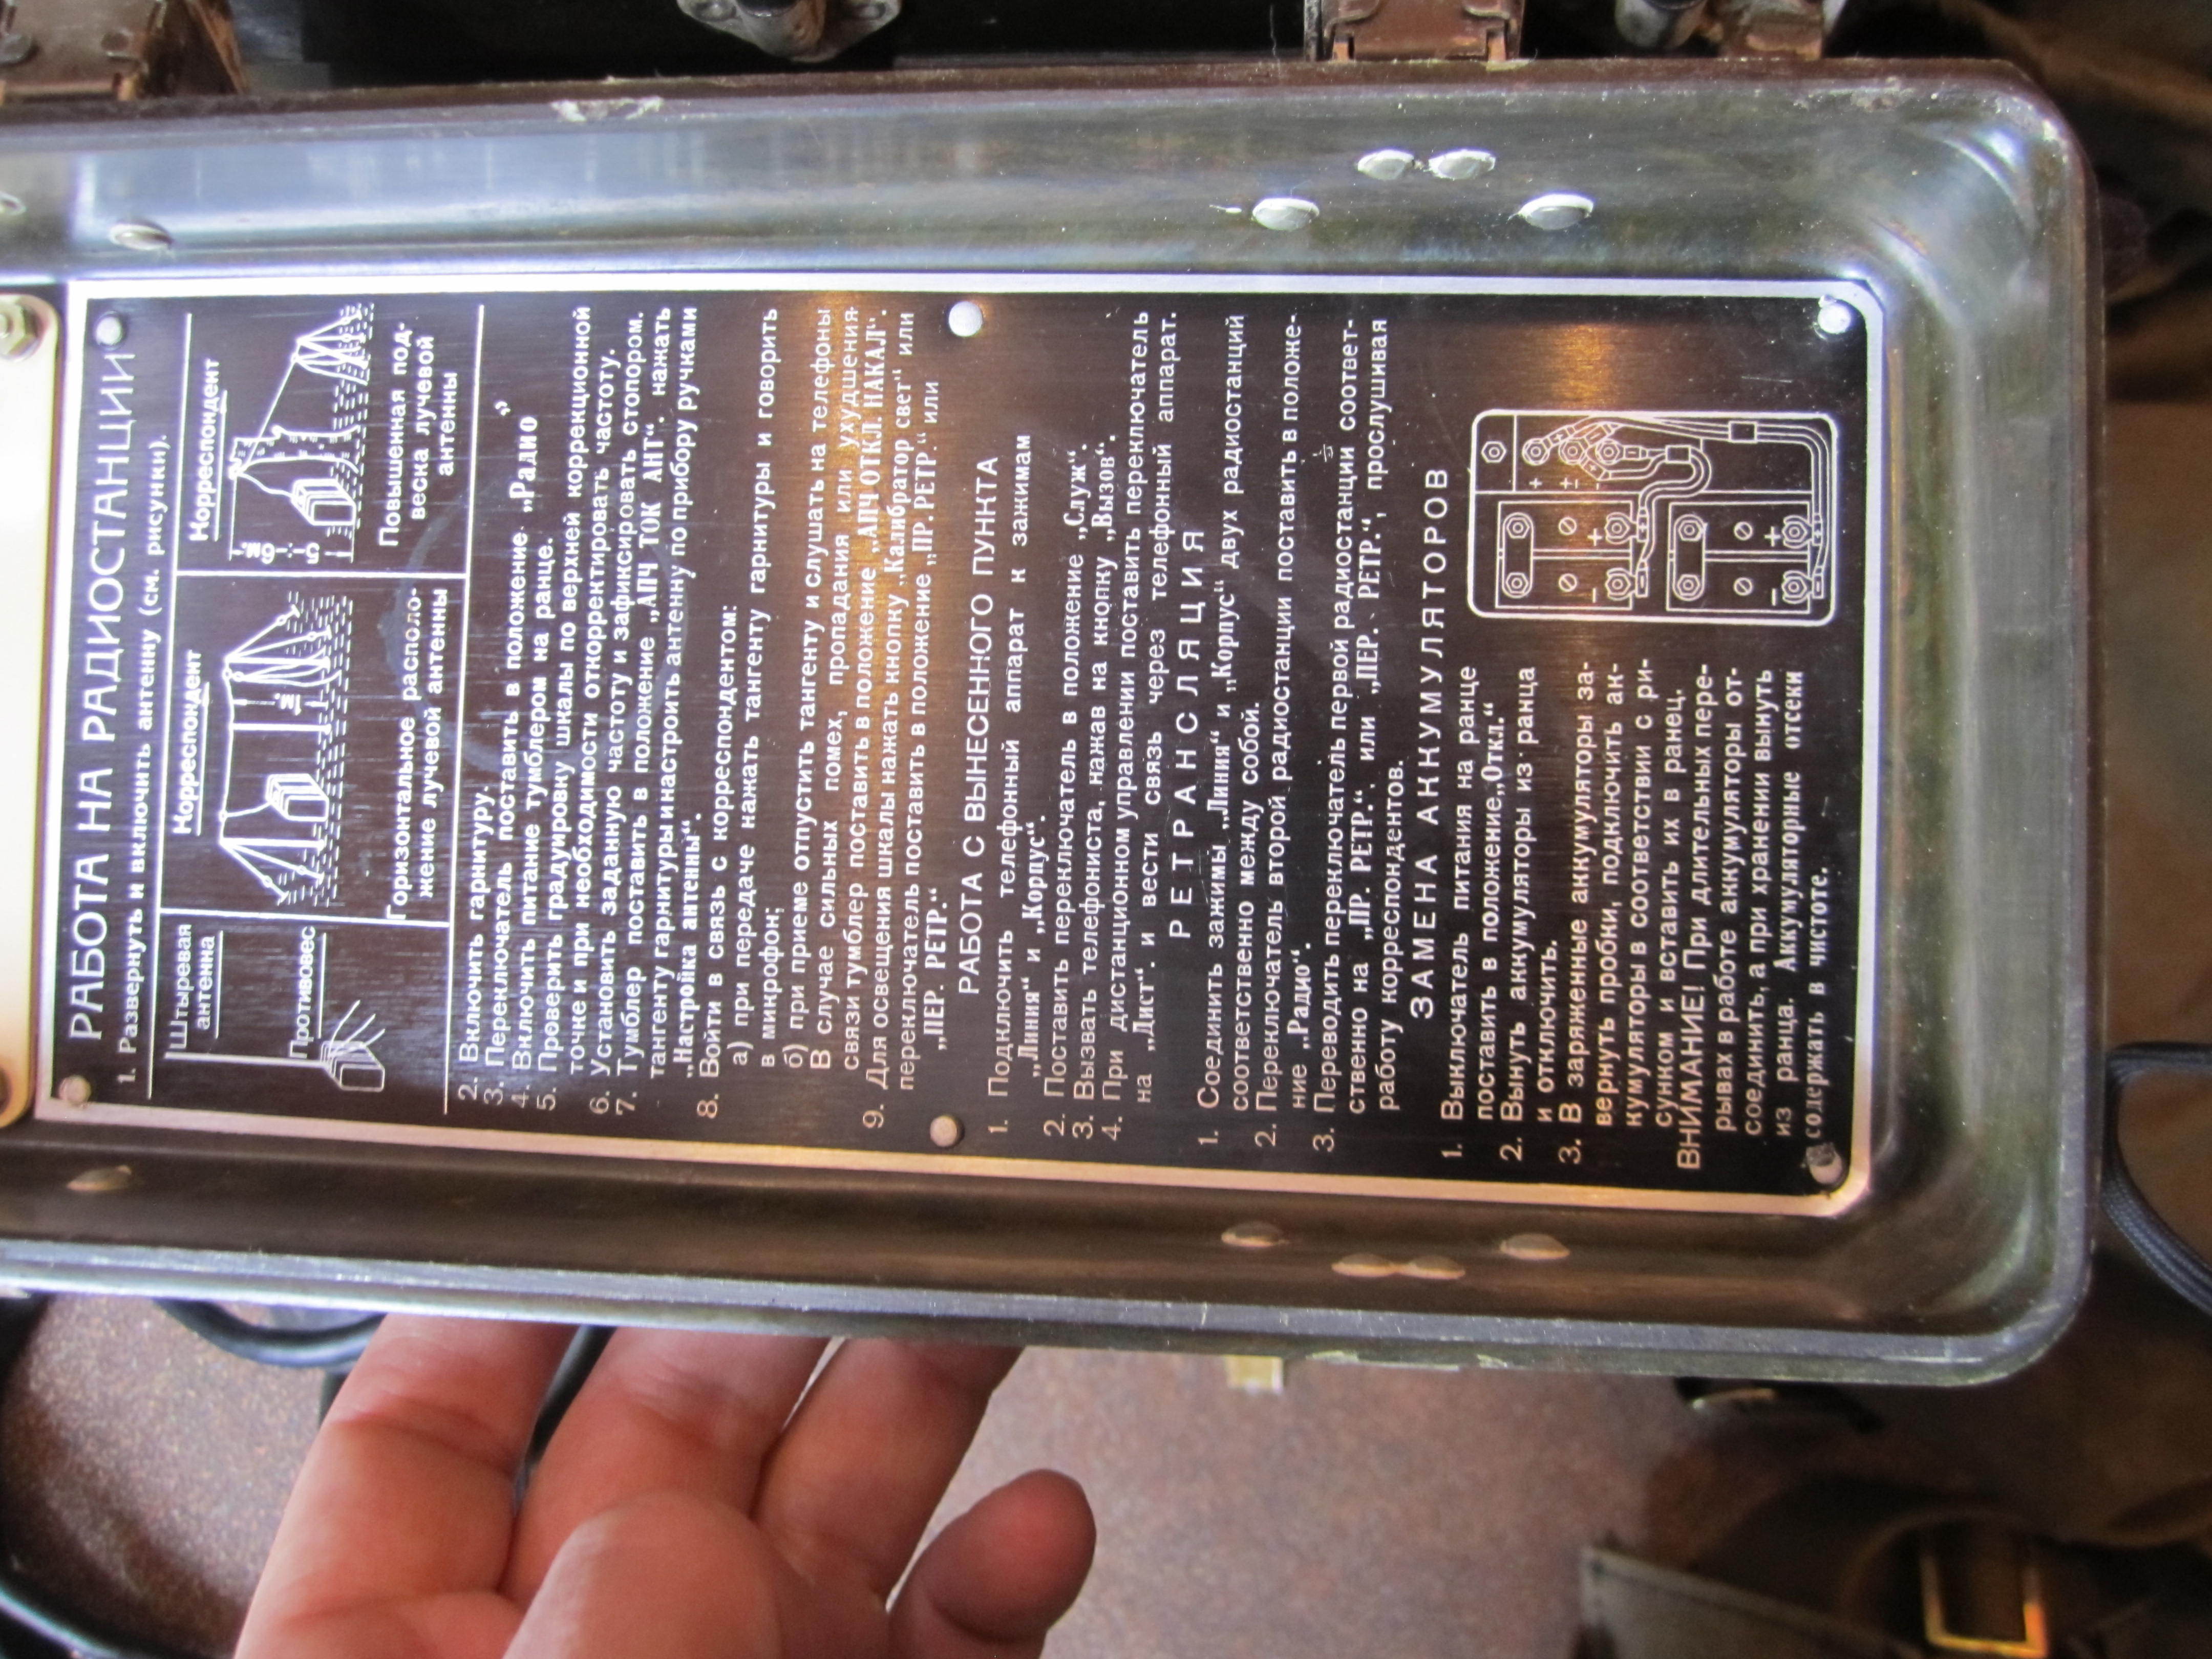 РАБОТА НА РАДИОСТАНЦИИ
1. Развернуть и включить антенну (см. рисунки).
Штыревая
антенна
Противовес
Корреспондент
1м.
Горизонтальное располо-
жение лучевой антенны
Корреспондент
5-6м.
Повышенная под-
веска лучевой
антенны
2. Включить гарнитуру.
3. Переключатель поставить в положение „Радио”
4. Включить питание тумблером на ранце.
5. Проверить градуировку шкалы по верхней коррекционной
точке и при необходимости откорректировать частоту.
6. Установить заданную частоту и зафиксировать стопором.
7. Тумблер поставить в положение „АПЧ ТОК АНТ“, нажать
тангенту гарнитуры и настроить антенну по прибору ручками
„Настройка антенны“.
8. Войти в связь с корреспондентом:
а) при передаче нажать тангенту гарнитуры и говорить
в микрофон;
б) при приеме отпустить тангенту и слушать на телефоны
В случае сильных помех, пропадания или ухудшения
связи тумблер поставить в положение „АПЧ ОТКЛ. НАКАЛ“.
9. Для освещения шкалы нажать кнопку „Калибратор свет“ или
переключатель поставить в положение „ПР. РЕТР.“ или
„ПЕР. РЕТР.“
РАБОТА С ВЫНЕСЕННОГО ПУНКТА
1. Подключить телефонный аппарат к зажимам
„Линия“ и „Корпус“.
2. Поставить переключатель в положение „Служ“.
3. Вызвать телефониста, нажав на кнопку „Вызов“.
4. При дистанционном управлении поставить переключатель
на „Дист“. и вести связь через телефонный аппарат.
РЕТРАНСЛЯЦИЯ
1. Соединить зажимы „Линия“ и „Корпус“ двух радиостанций
соответственно между собой.
2. Переключатель второй радиостанции поставить в положе-
ние „Радио“.
3. Переводить переключатель первой радиостанции соответ-
ственно на „ПР. РЕТР.“ или „ПЕР. РЕТР.“, прослушивая
работу корреспондентов.
ЗАМЕНА АККУМУЛЯТОРОВ
1. Выключатель питания на ранце
поставить в положение „Откл.“
2. Вынуть аккумуляторы из ранца
и отключить.
3. В заряженные аккумуляторы за-
вернуть пробки, подключить ак-
кумуляторы в соответствии с ри-
сунком и вставить их в ранец.
ВНИМАНИЕ! При длительных пере-
рывах в работе аккумуляторы от-
соединить, а при хранении вынуть
из ранца. Аккумуляторные отсеки
содержать в чистоте.